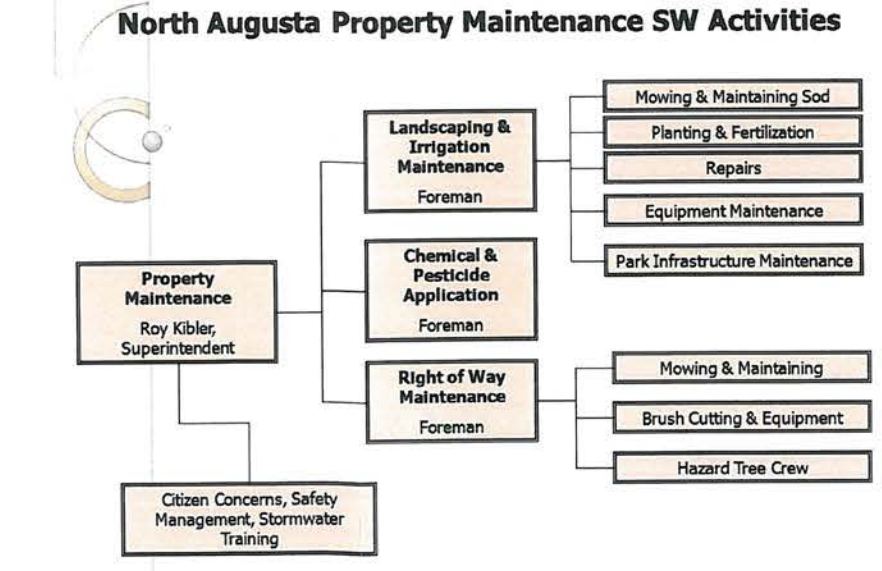 North Augusta Property Maintenance SW Activities
Property
Maintenance
Roy Kibler,
Superintendent
Citizen Concerns, Safety
Management, Stormwater
Training
Landscaping &
Irrigation
Maintenance
Foreman
Mowing & Maintaining Sod
Planting & Fertilization
Repairs
Equipment Maintenance
Park Infrastructure Maintenance
Chemical &
Pesticide
Application
Foreman
Right of Way
Maintenance
Foreman
Mowing & Maintaining
Brush Cutting & Equipment
Hazard Tree Crew